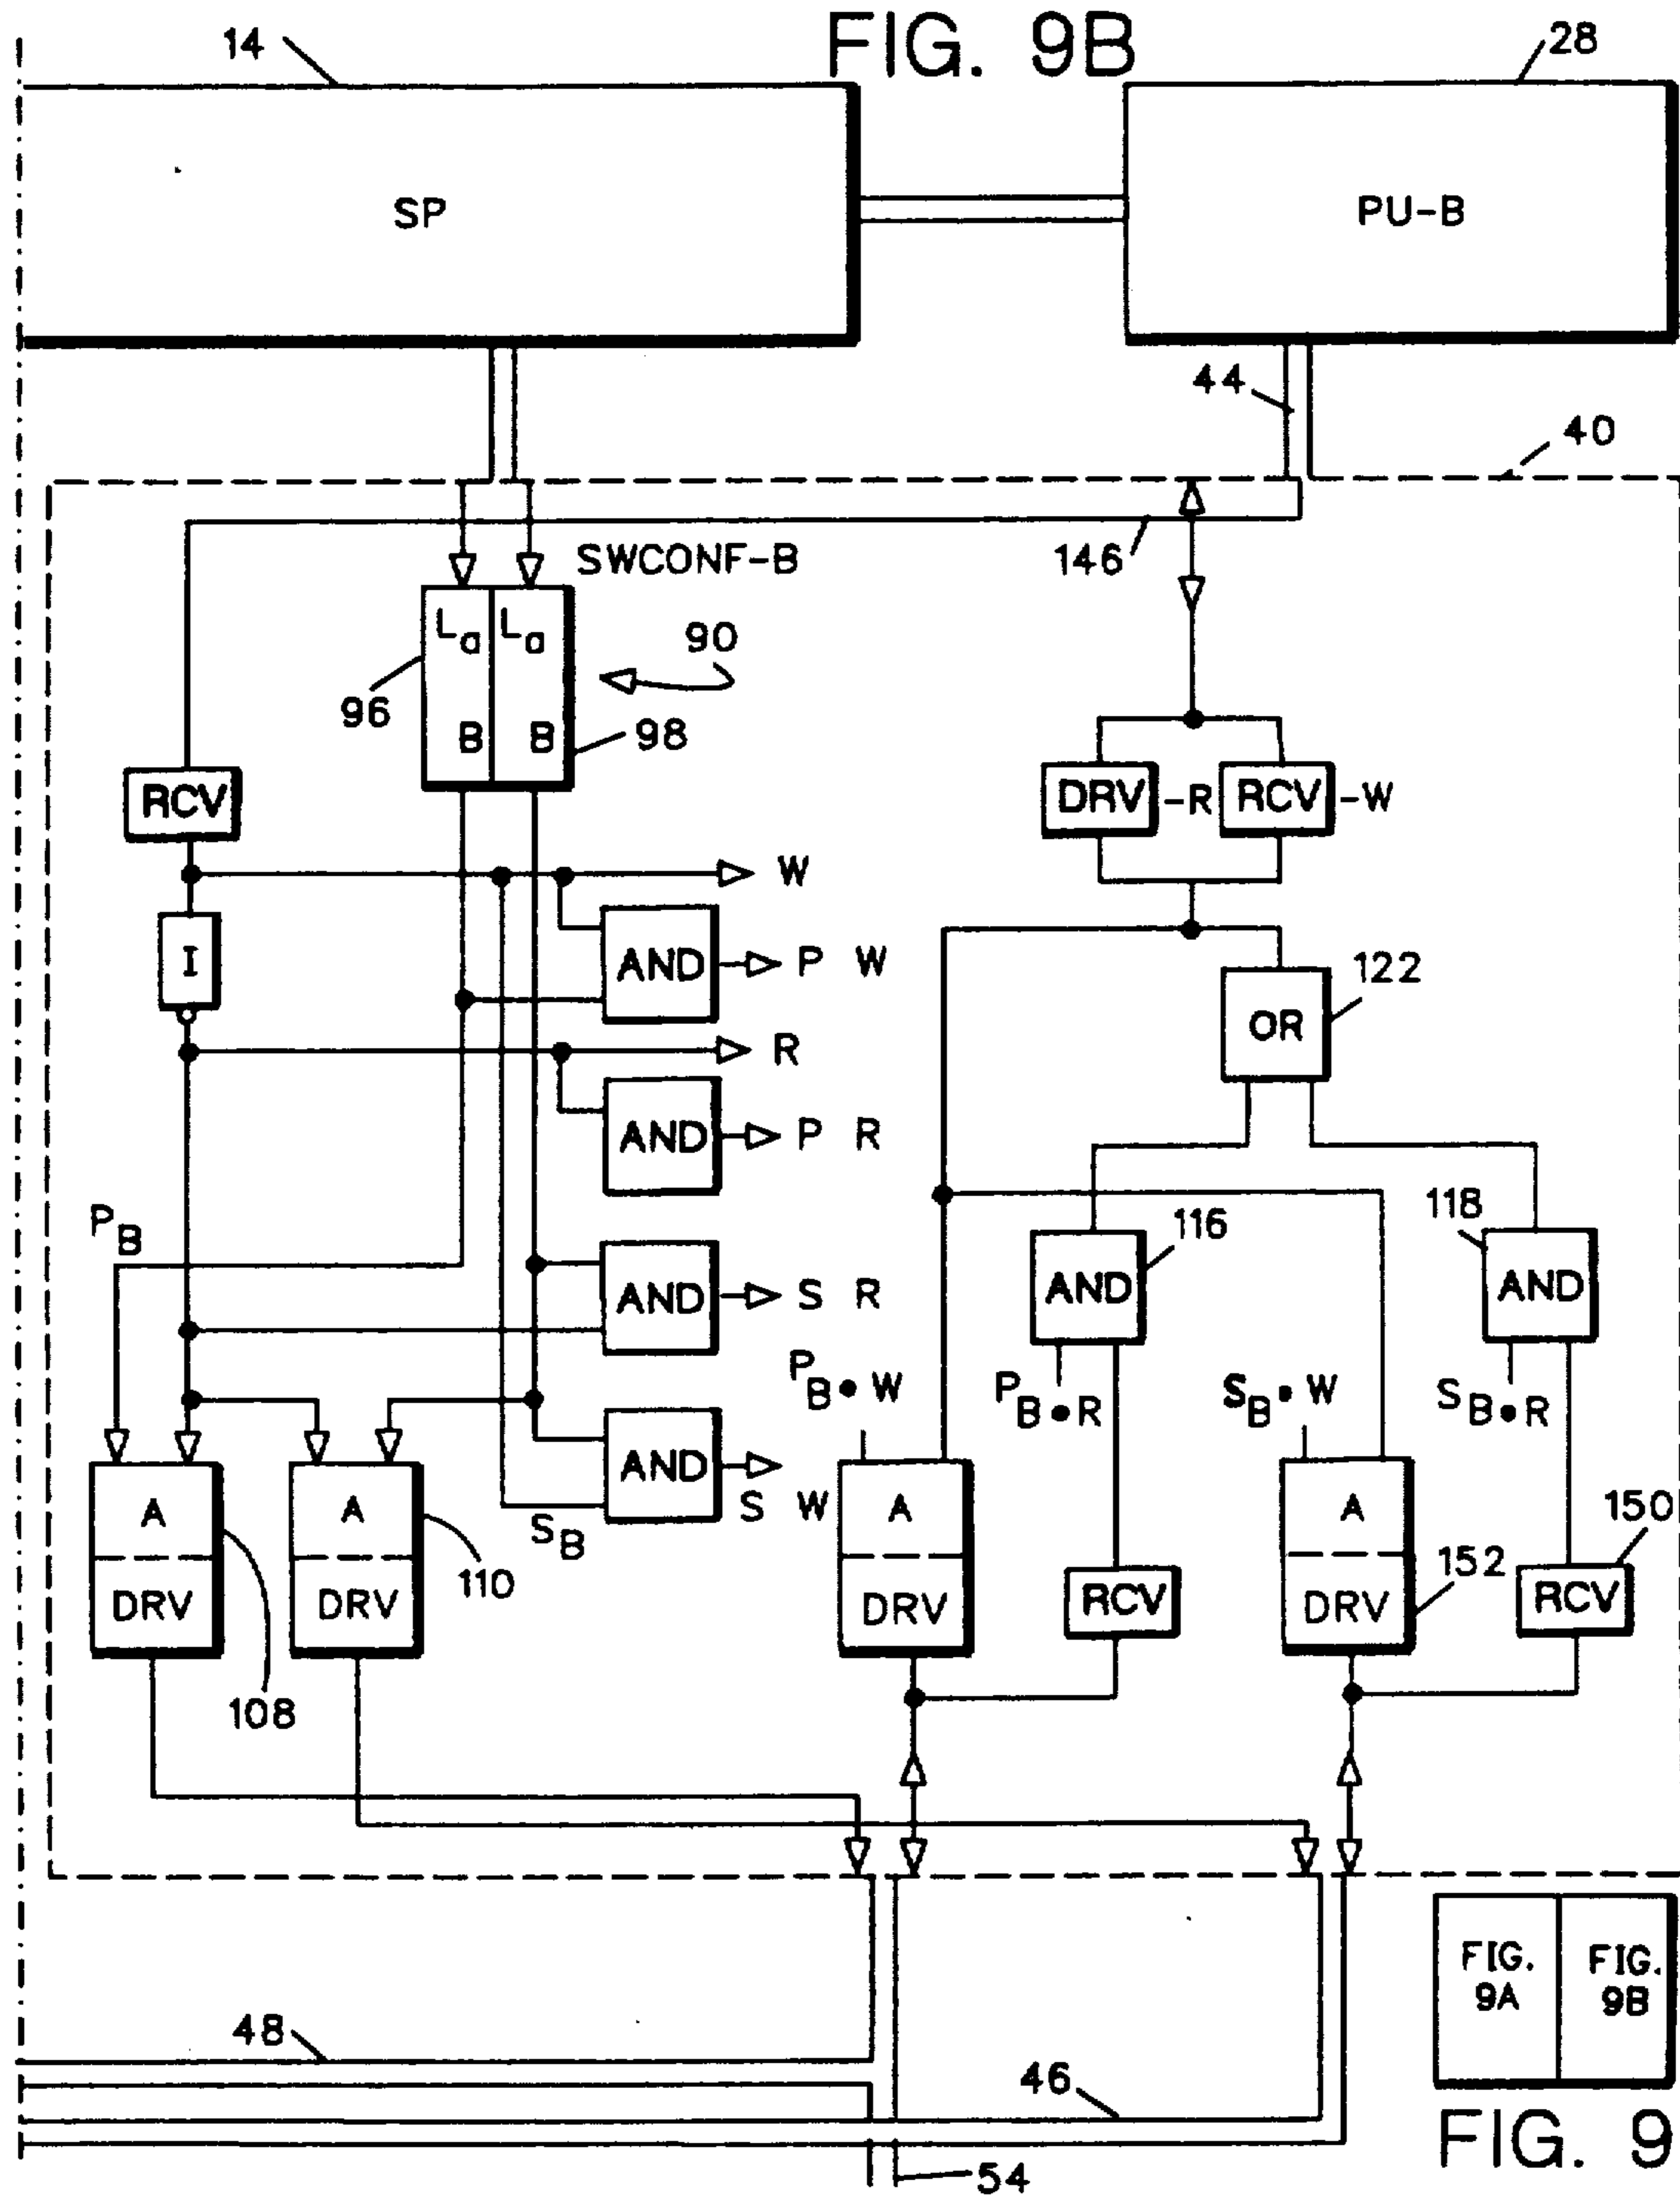 FIG. 9B
14
28
SP
PU-B
44
40
146
SWCONF-B
La La
90
96
B B
98
RCV
DRV -R RCV -W
W
I
AND P W
122
OR
R
AND P R
PB
116
118
AND S R
AND
AND
PB•W
PB•R
SB•W
SB•R
AND
S W
SB
A
A
A
A
150
152
DRV
DRV
110
DRV
RCV
DRV
RCV
108
FIG. 9A
FIG. 9B
48
46
54
FIG. 9